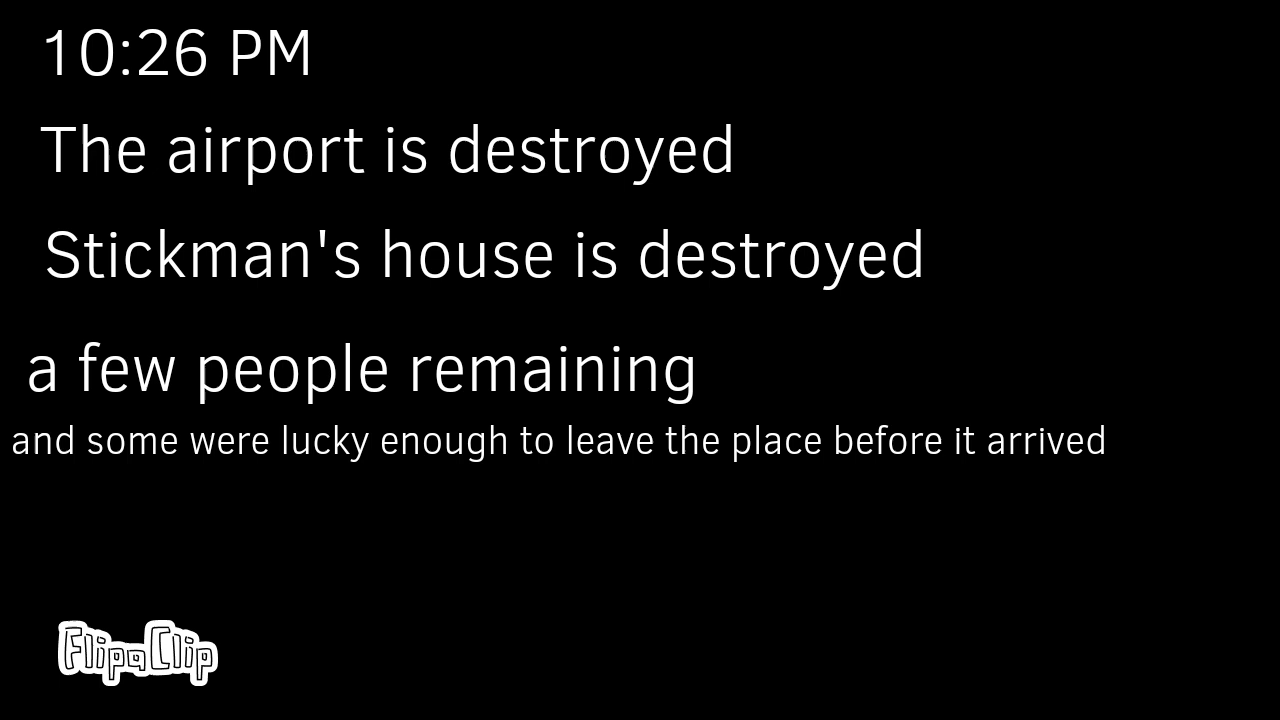 10:26 PM
The airport is destroyed
Stickman's house is destroyed
a few people remaining
and some were lucky enough to leave the place before it arrived
FlipaClip